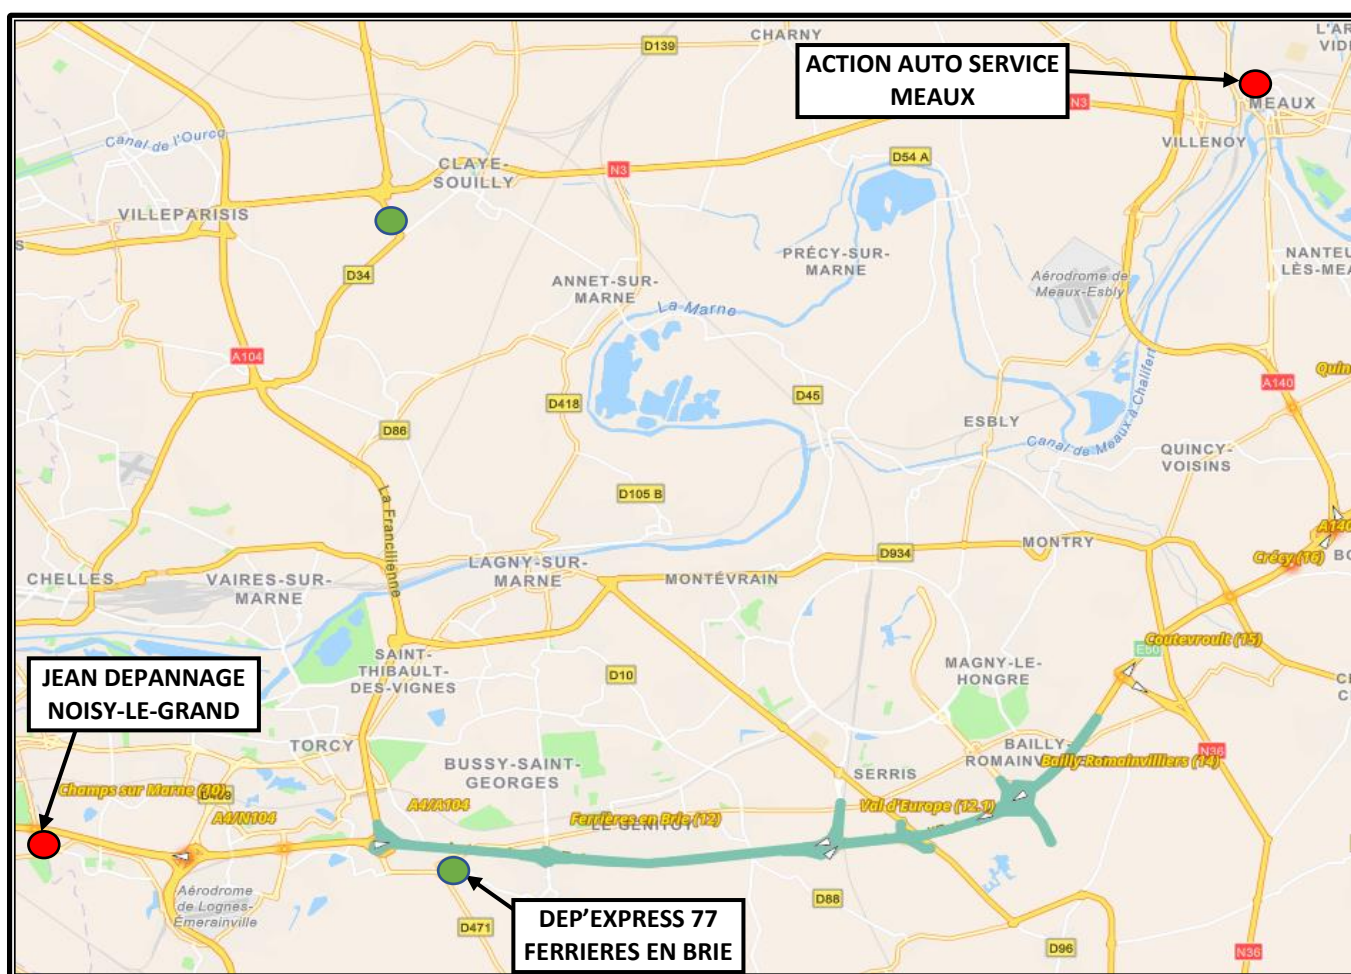 CHARNY
L'AR
VID
D139
ACTION AUTO SERVICE
MEAUX
N3
MEAUX
Canal de l'Ourcq
CLAYE-
SOUILLY
N3
D54 A
VILLENOY
VILLEPARISIS
S
D34
ANNET-SUR-
MARNE
PRÉCY-SUR-
MARNE
Aérodrome de
Meaux-Esbly
NANTEU
LÈS-MEA
La Marne
A104
A140
Quin
D418
D45
D86
ESBLY
Canal de Meaux à Chalifert
QUINCY-
VOISINS
La Francilienne
D105 B
A140
D934
MONTRY
Crécy (16)
BO
CHELLES
VAIRES-SUR-
MARNE
LAGNY-SUR-
MARNE
MONTÉVRAIN
Coutevroult (15)
E50
SAINT-
THIBAULT-
DES-VIGNES
D10
MAGNY-LE-
HONGRE
JEAN DEPANNAGE
NOISY-LE-GRAND
TORCY
BUSSY-SAINT-
GEORGES
SERRIS
BAILLY-
ROMAINV
Bailly-Romainvilliers (14)
N36
Champs sur Marne (10)
A4/N104
A4/A104
Ferrières en Brie (12)
LE GENITOY
Val d'Europe (12.1)
Aérodrome
de Lognes-
Émerainville
D471
DEP'EXPRESS 77
FERRIERES EN BRIE
D88
D96
N36